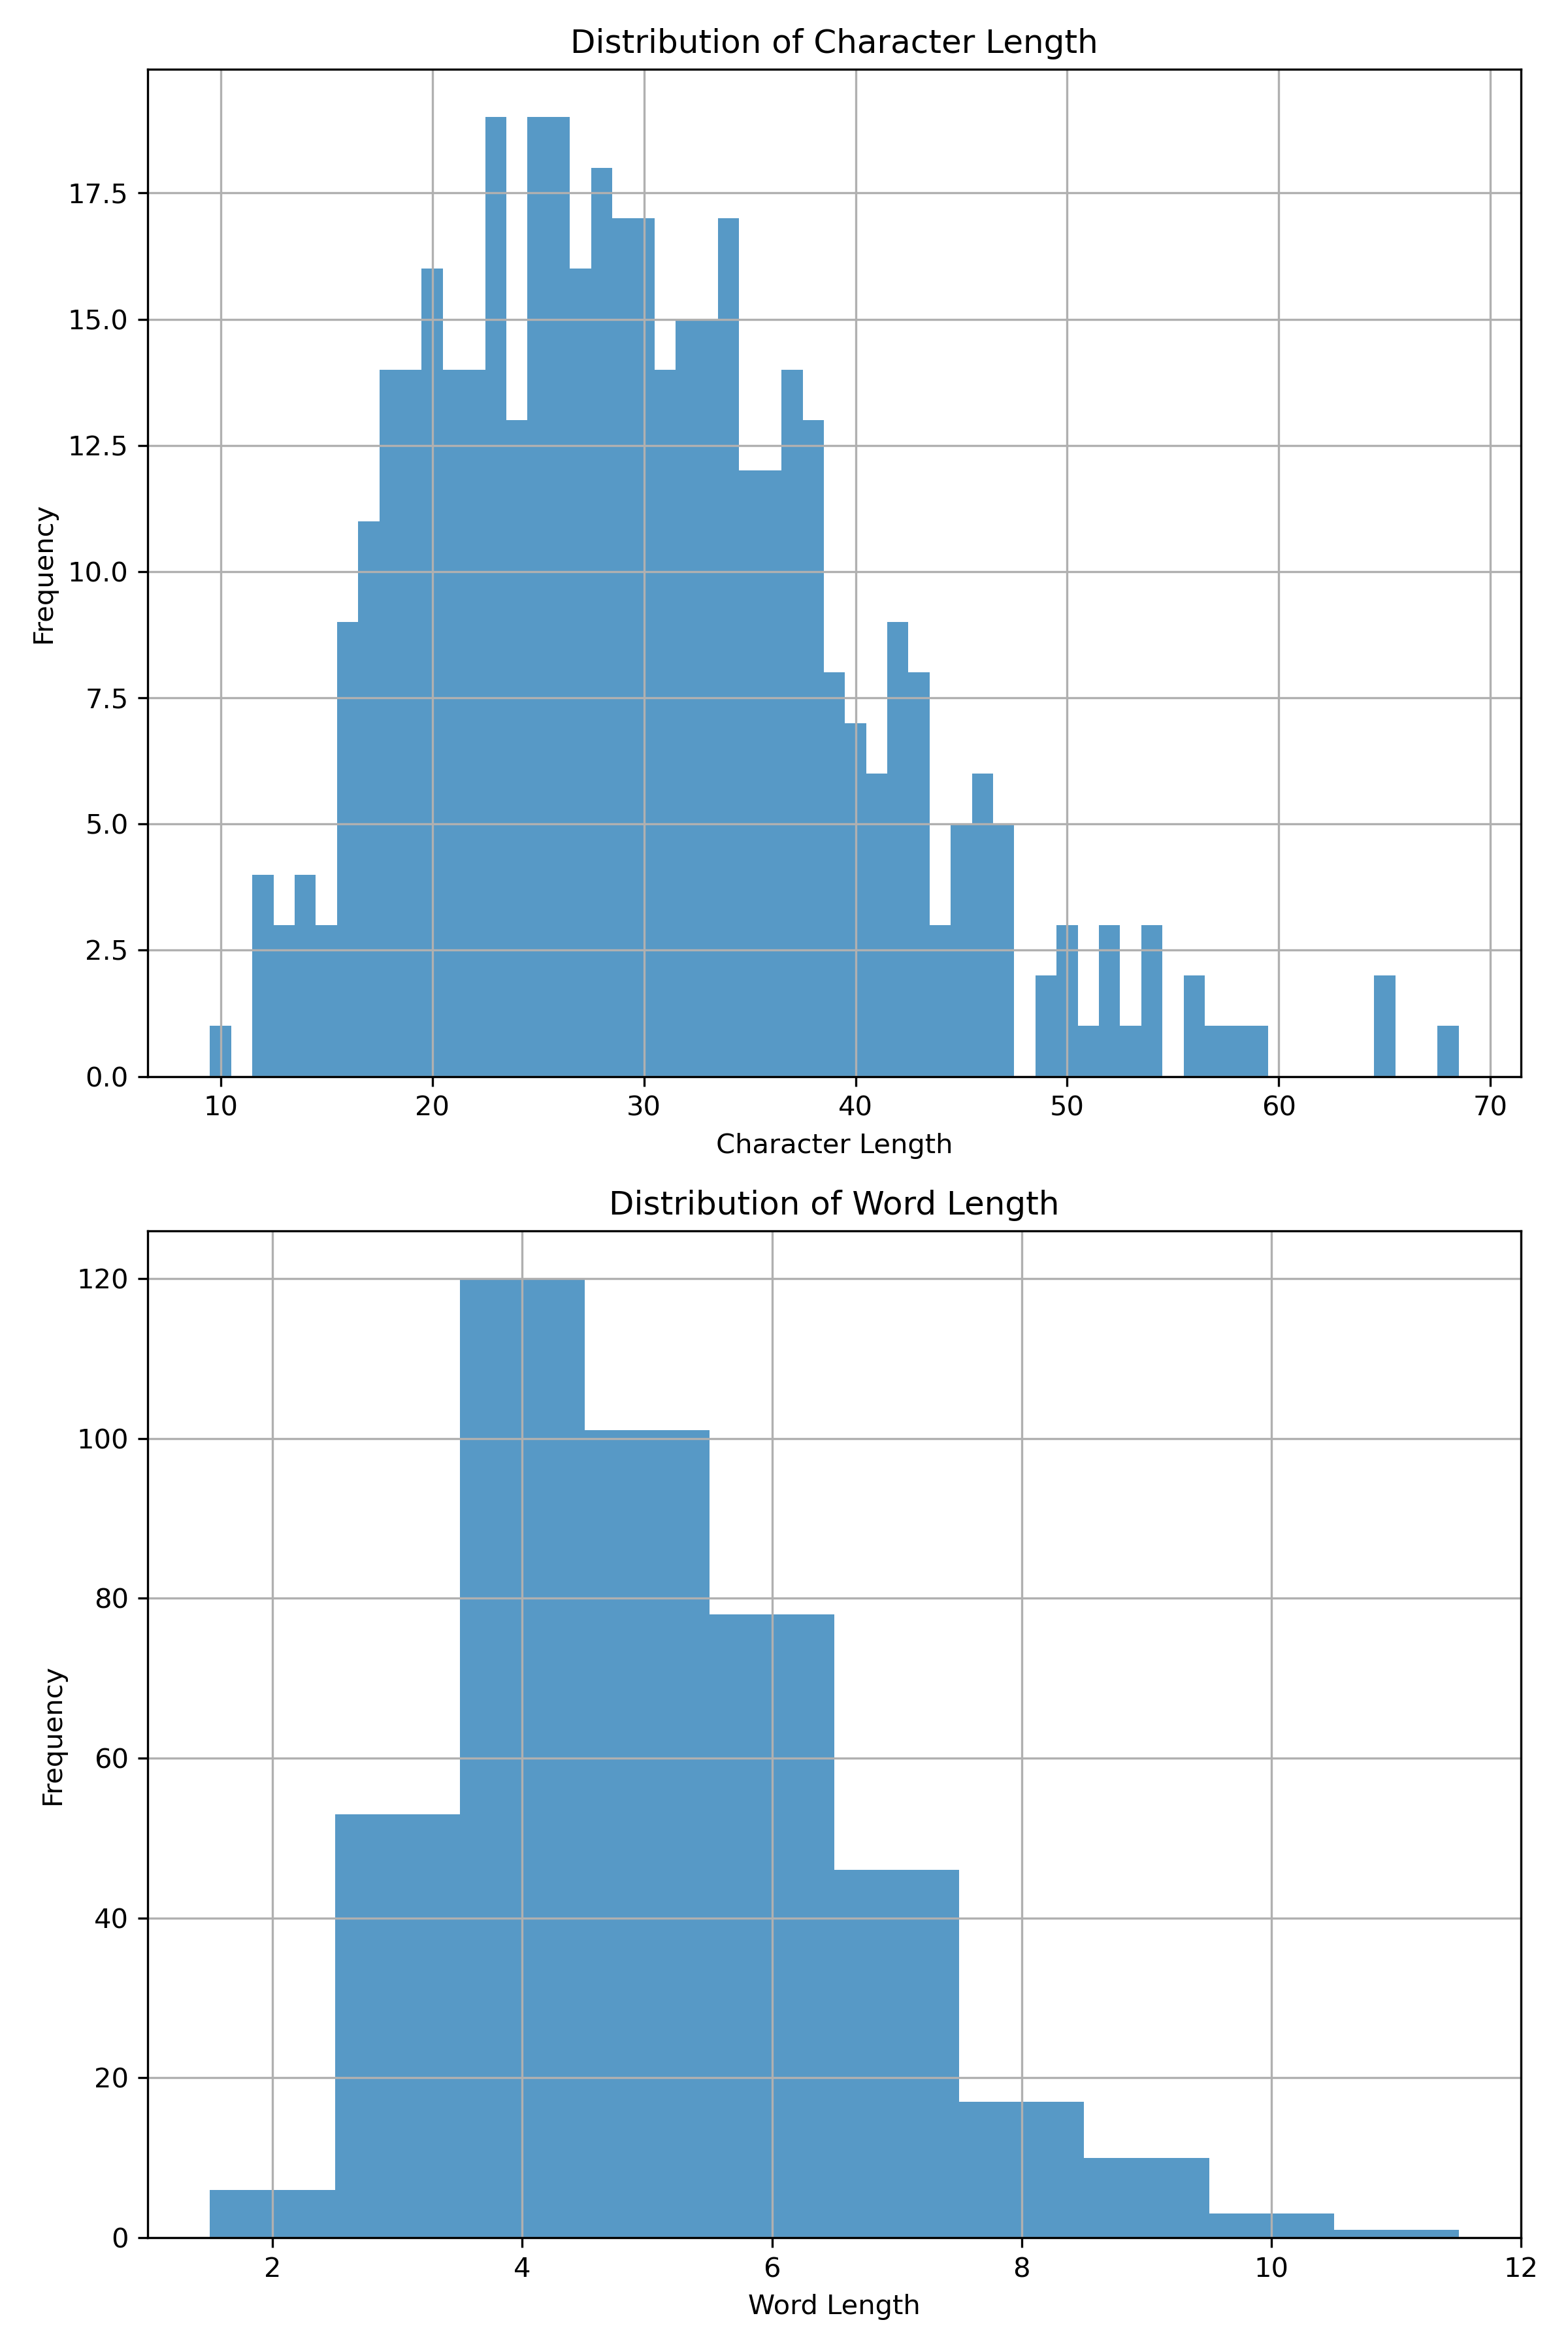 Distribution of Character Length
17.5
15.0
12.5
10.0
7.5
5.0
2.5
0.0
Frequency
10 20 30 40 50 60 70
Character Length
Distribution of Word Length
120
100
80
60
40
20
0
Frequency
2 4 6 8 10 12
Word Length